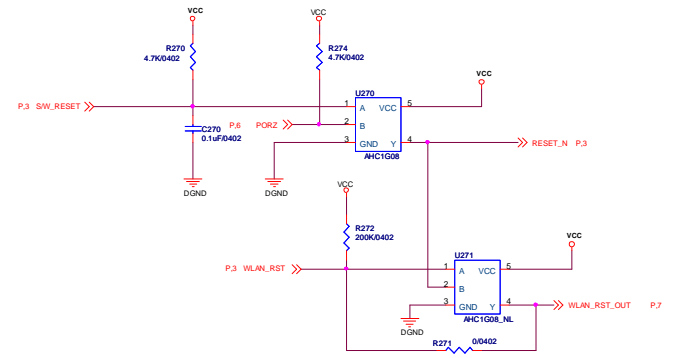 VCC
VCC
R270
4.7K/0402
R274
4.7K/0402
U270
VCC
P,3 S/W_RESET
1 A VCC 5
C270
0.1uF/0402
P,6 PORZ
2 B
3 GND Y 4
RESET_N P,3
AHC1G08
DGND
DGND
VCC
R272
200K/0402
VCC
U271
P,3 WLAN_RST
1 A VCC 5
2 B
3 GND Y 4
WLAN_RST_OUT P,7
AHC1G08_NL
DGND
R271 0/0402